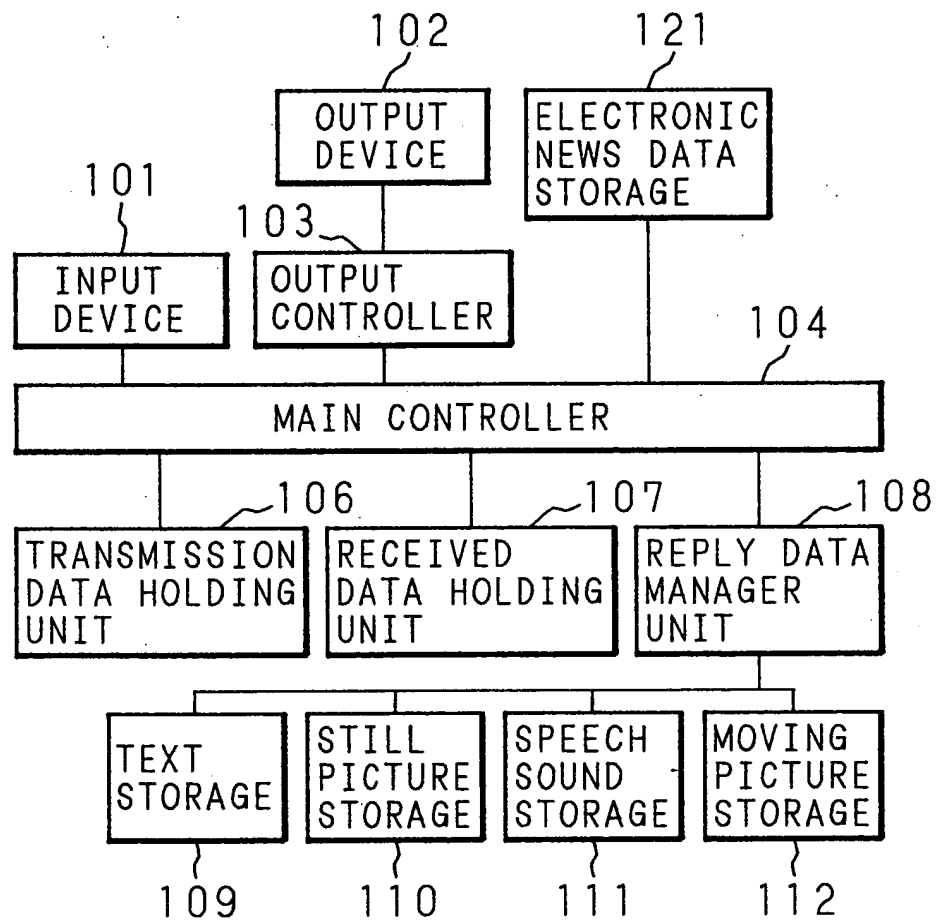 102
121
OUTPUT
DEVICE
ELECTRONIC
NEWS DATA
STORAGE
101
103
INPUT
DEVICE
OUTPUT
CONTROLLER
104
MAIN CONTROLLER
106
107
108
TRANSMISSION
DATA HOLDING
UNIT
RECEIVED
DATA HOLDING
UNIT
REPLY DATA
MANAGER
UNIT
TEXT
STORAGE
STILL
PICTURE
STORAGE
SPEECH
SOUND
STORAGE
MOVING
PICTURE
STORAGE
109
110
111
112